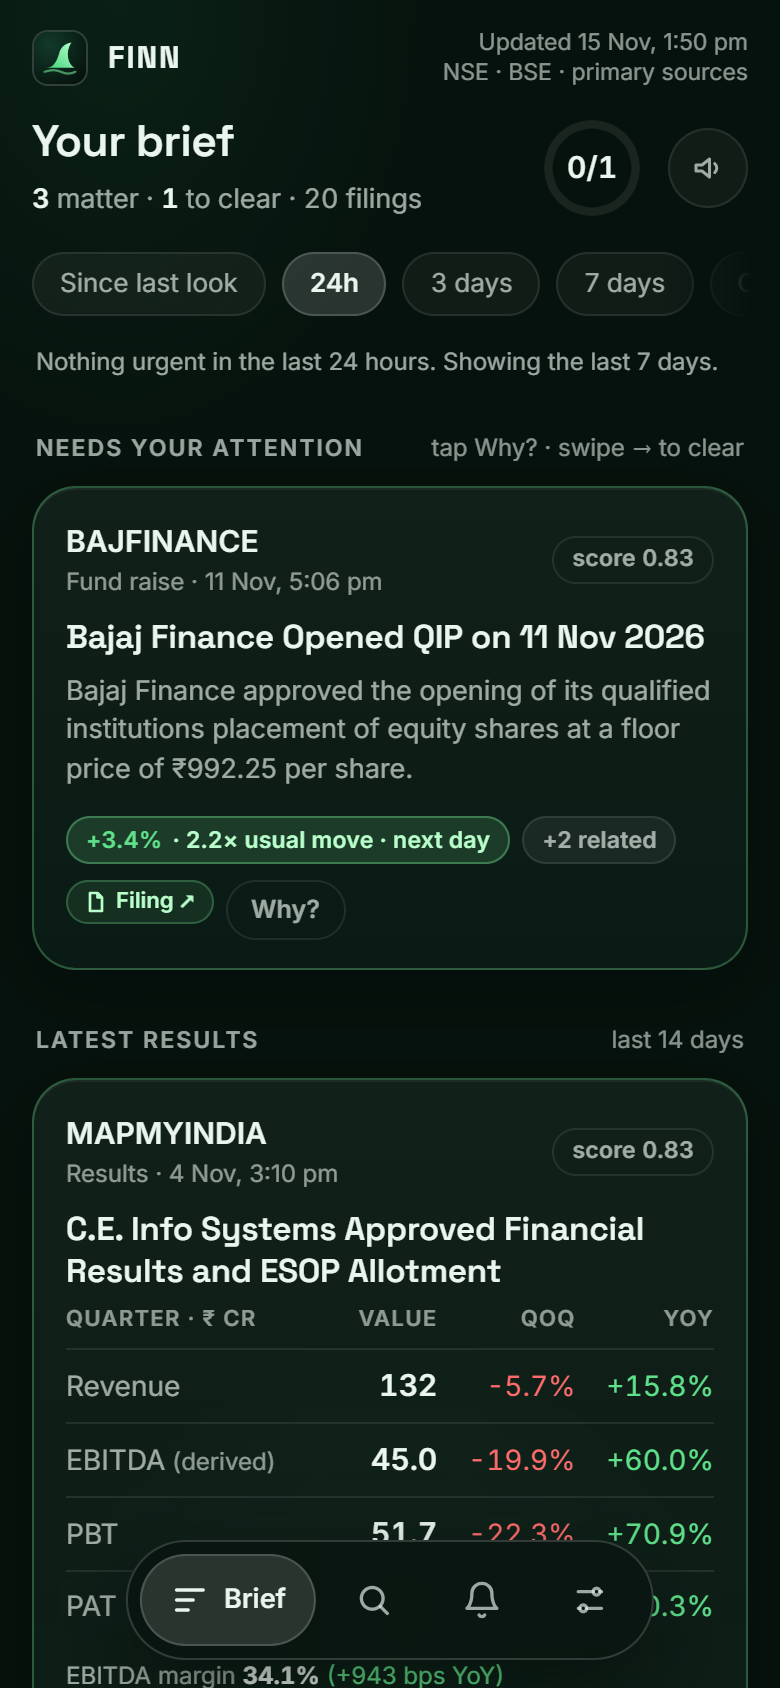 FINN
Updated 15 Nov, 1:50 pm
NSE · BSE · primary sources
Your brief
3 matter · 1 to clear · 20 filings
0/1
Since last look
24h
3 days
7 days
Nothing urgent in the last 24 hours. Showing the last 7 days.
NEEDS YOUR ATTENTION
tap Why? · swipe → to clear
BAJFINANCE
Fund raise · 11 Nov, 5:06 pm
score 0.83
Bajaj Finance Opened QIP on 11 Nov 2026
Bajaj Finance approved the opening of its qualified
institutions placement of equity shares at a floor
price of ₹992.25 per share.
+3.4% · 2.2× usual move · next day
+2 related
Filing ↗
Why?
LATEST RESULTS
last 14 days
MAPMYINDIA
Results · 4 Nov, 3:10 pm
score 0.83
C.E. Info Systems Approved Financial
Results and ESOP Allotment
QUARTER · ₹ CR VALUE QOQ YOY
Revenue 132 -5.7% +15.8%
EBITDA (derived) 45.0 -19.9% +60.0%
PBT 51.7 -22.3% +70.9%
PAT
Brief
EBITDA margin 34.1% (+943 bps YoY)